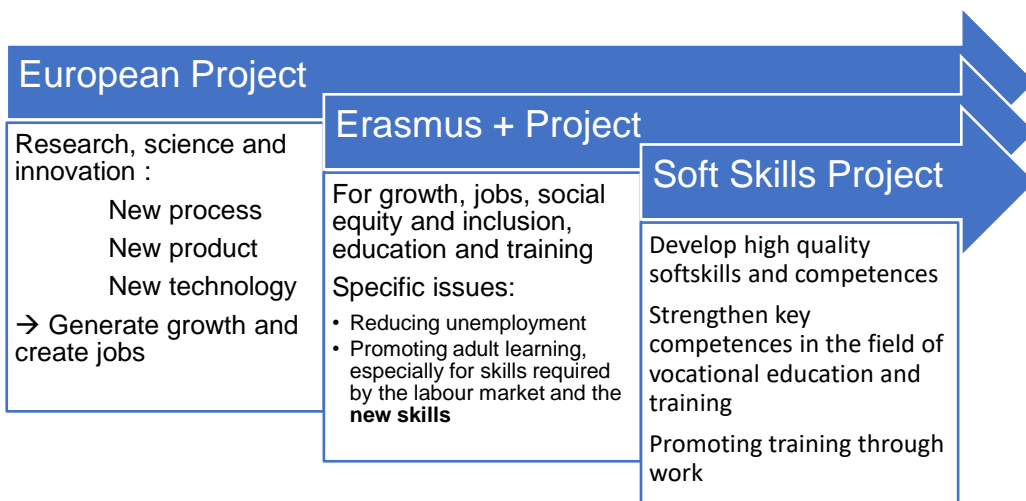 European Project
Research, science and
innovation :
New process
New product
New technology
→ Generate growth and
create jobs
Erasmus + Project
For growth, jobs, social
equity and inclusion,
education and training
Specific issues:
• Reducing unemployment
• Promoting adult learning,
especially for skills required
by the labour market and the
new skills
Soft Skills Project
Develop high quality
softskills and competences
Strengthen key
competences in the field of
vocational education and
training
Promoting training through
work